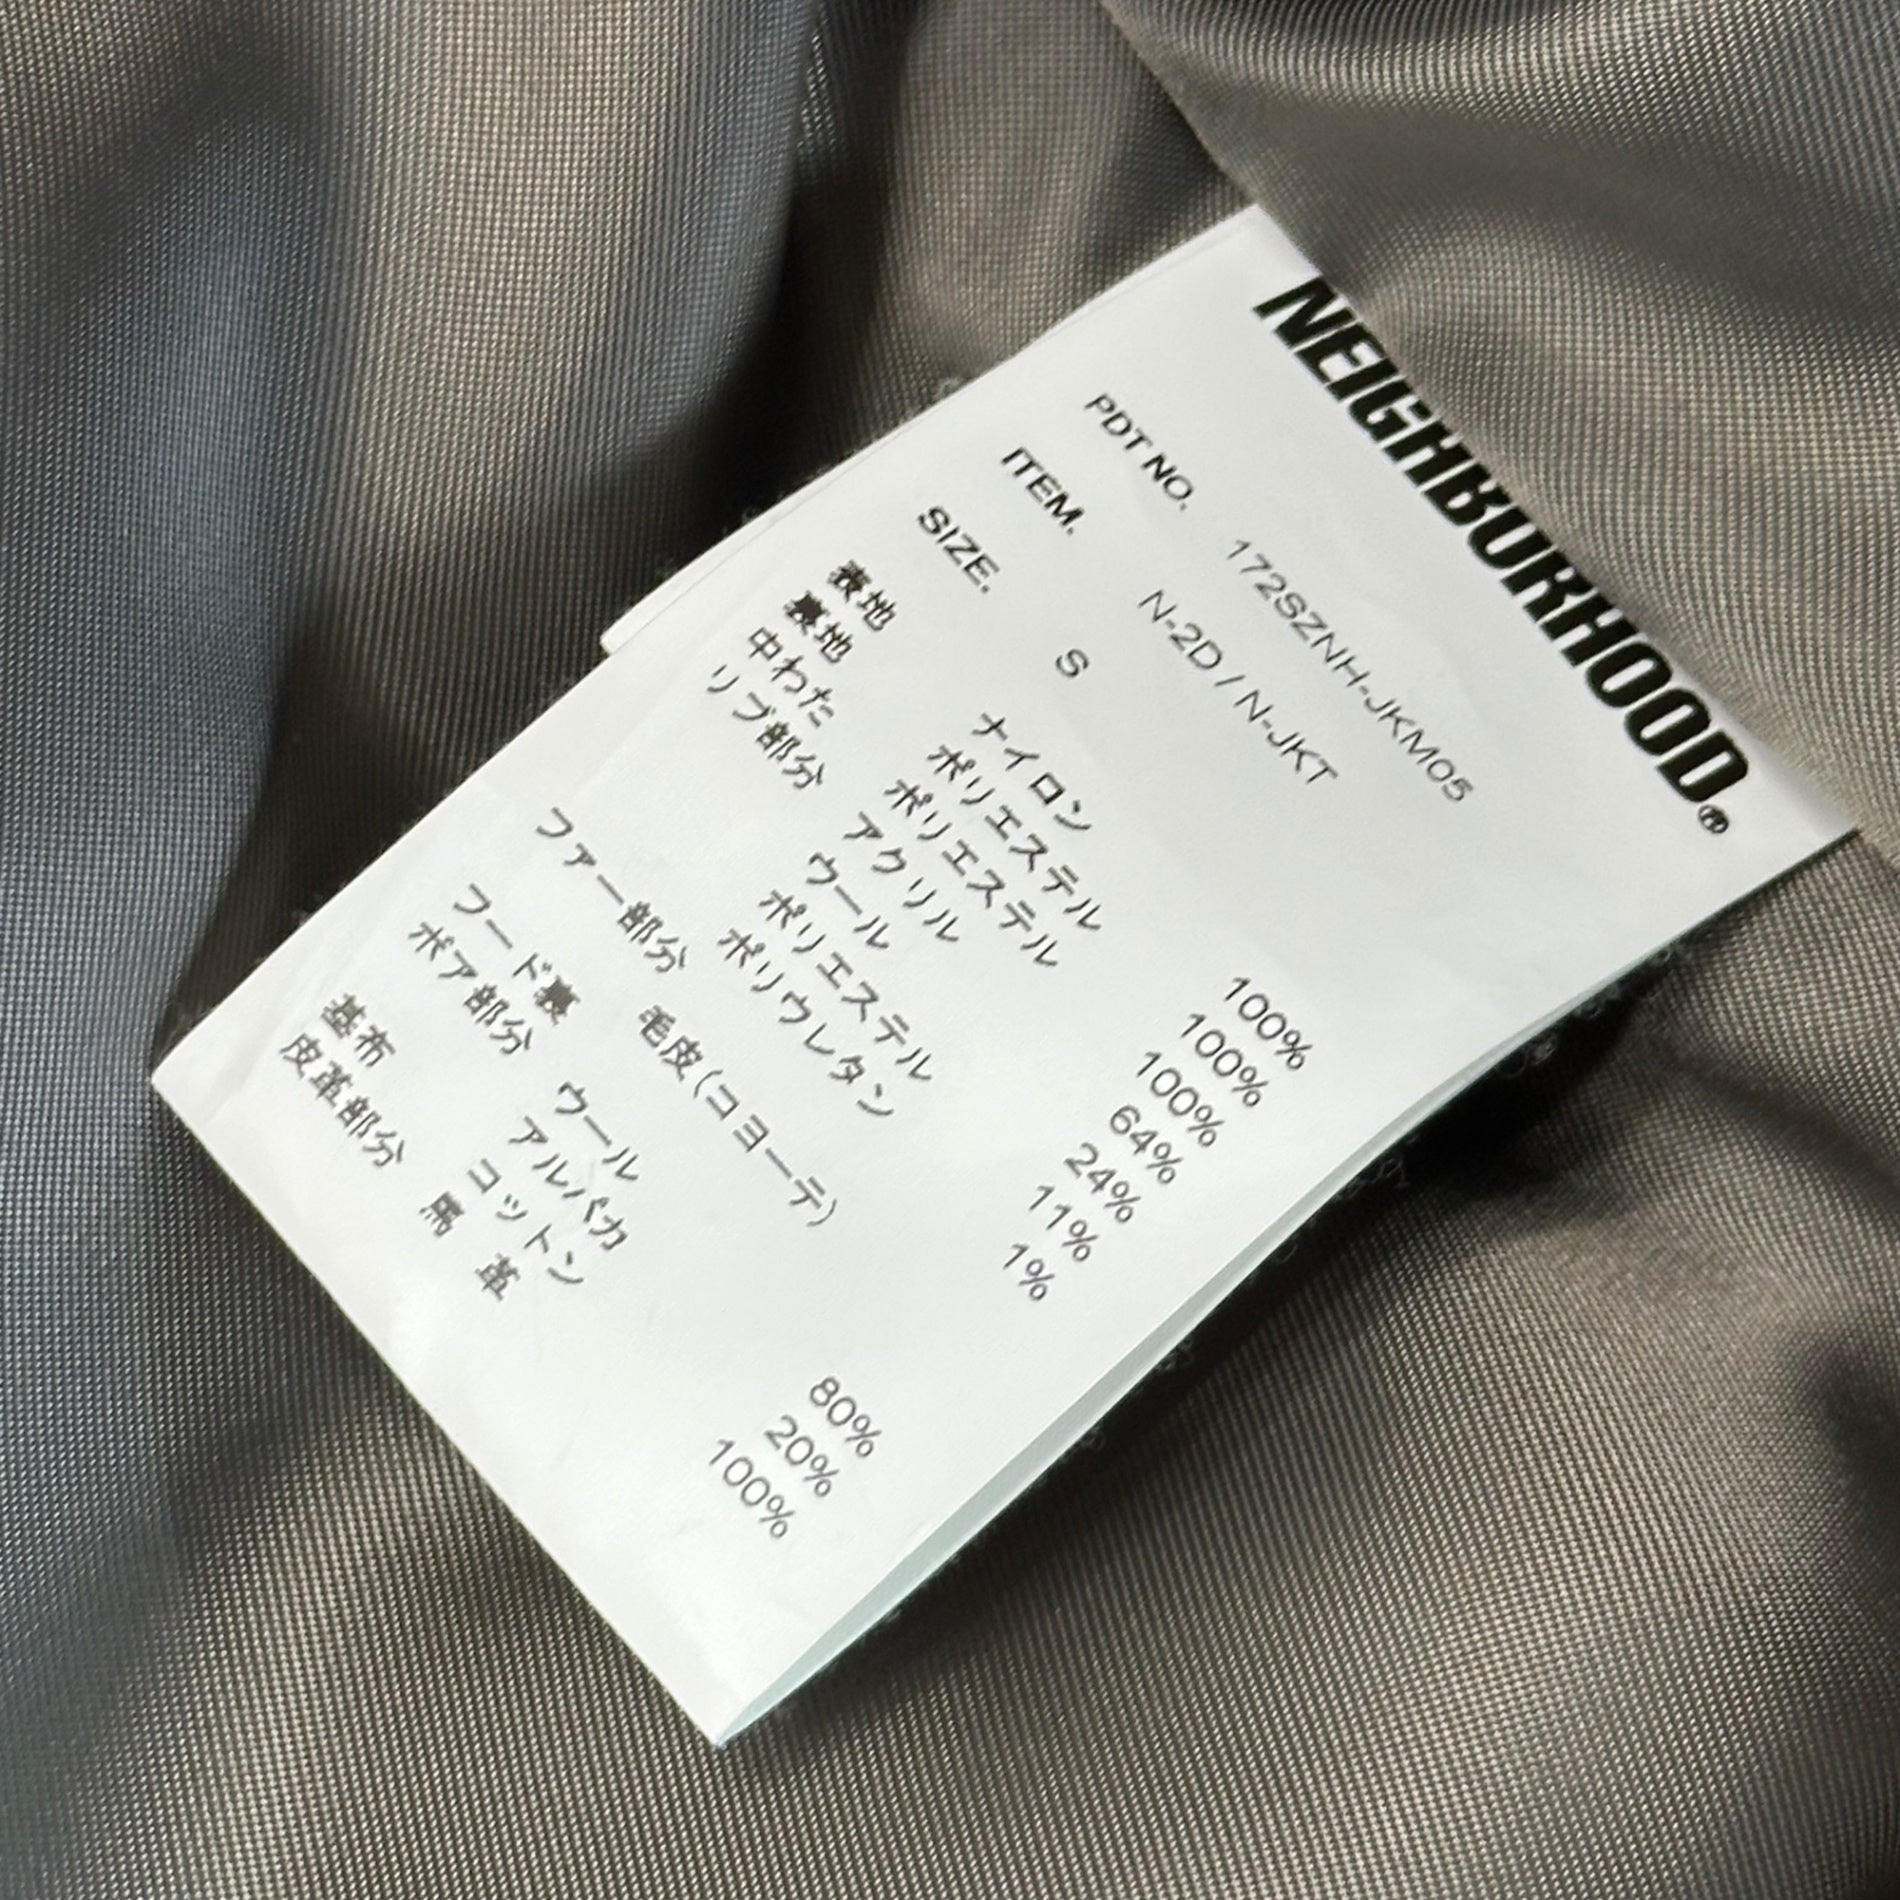 NEIGHBORHOOD®
PDT NO. 172SZNH-JKM05
ITEM. N-2D / N-JKT
SIZE. S
表地 ナイロン 100%
裏地 ポリエステル 100%
中わた ポリエステル 100%
リブ部分 アクリル 64%
ウール 24%
ポリエステル 11%
ポリウレタン 1%
ファー部分 毛皮(コヨーテ)
フード裏
ボア部分 ウール 80%
アルパカ 20%
基布 コットン 100%
皮革部分 馬 革